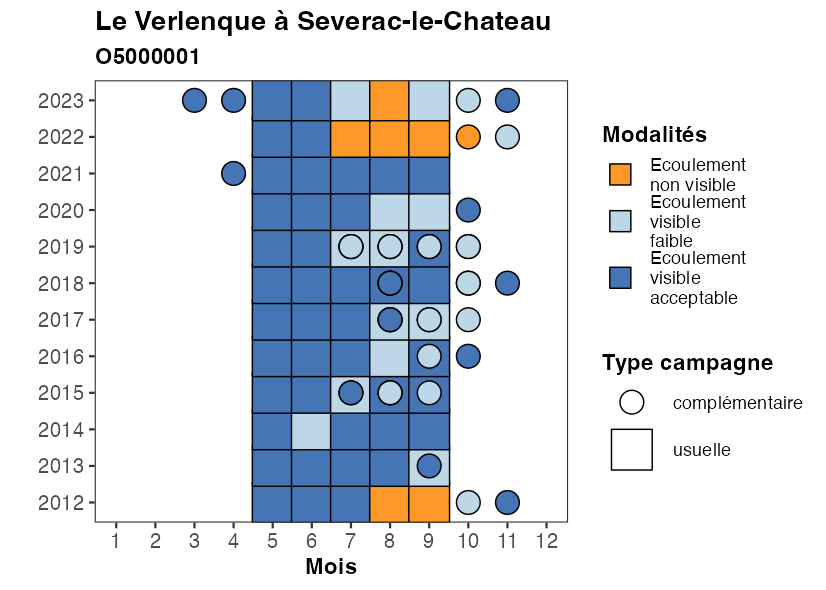 Le Verlenque à Severac-le-Chateau
O5000001
2023
2022
2021
2020
2019
2018
2017
2016
2015
2014
2013
2012
1 2 3 4 5 6 7 8 9 10 11 12
Mois
Modalités
Ecoulement
non visible
Ecoulement
visible
faible
Ecoulement
visible
acceptable
Type campagne
complémentaire
usuelle